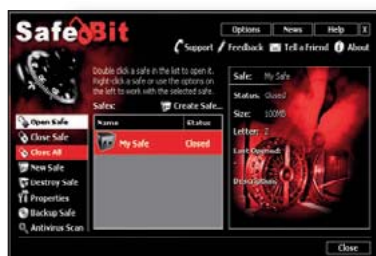 SafeBit
Options News Help X
Support Feedback Tell a Friend About
Double click a safe in the list to open it.
Right-click a safe or use the options on
the left to work with the selected safe.
Safes: Create Safe...
Name Status
My Safe Closed
Open Safe
Close Safe
Close All
New Safe
Destroy Safe
Properties
Backup Safe
Antivirus Scan
Safe: My Safe
Status: Closed
Size: 100MB
Letter: Z
Last Opened:
Description:
Close